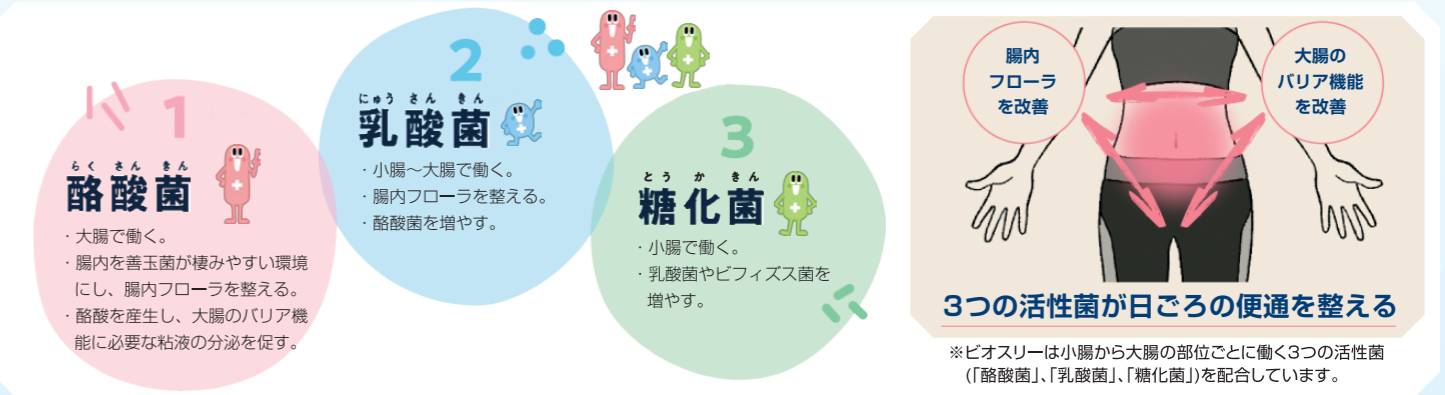 1
らくさんきん
酪酸菌
・大腸で働く。
・腸内を善玉菌が棲みやすい環境
にし、腸内フローラを整える。
・酪酸を産生し、大腸のバリア機
能に必要な粘液の分泌を促す。
2
にゅうさんきん
乳酸菌
・小腸～大腸で働く。
・腸内フローラを整える。
・酪酸菌を増やす。
3
とうかきん
糖化菌
・小腸で働く。
・乳酸菌やビフィズス菌を
増やす。
腸内
フローラ
を改善
大腸の
バリア機能
を改善
3つの活性菌が日ごろの便通を整える
※ビオスリーは小腸から大腸の部位ごとに働く3つの活性菌
(｢酪酸菌｣、｢乳酸菌｣、｢糖化菌｣)を配合しています。